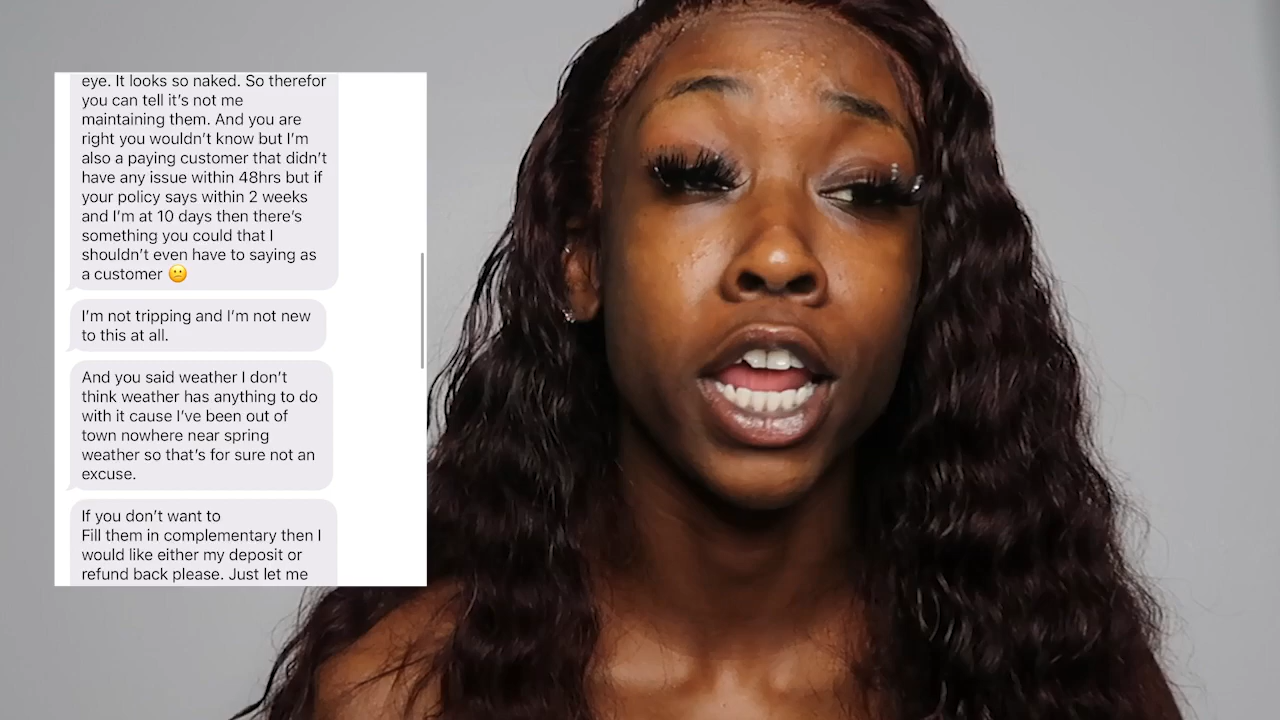 eye. It looks so naked. So therefor
you can tell it's not me
maintaining them. And you are
right you wouldn't know but I'm
also a paying customer that didn't
have any issue within 48hrs but if
your policy says within 2 weeks
and I'm at 10 days then there's
something you could that I
shouldn't even have to saying as
a customer 😕
I'm not tripping and I'm not new
to this at all.
And you said weather I don't
think weather has anything to do
with it cause I've been out of
town nowhere near spring
weather so that's for sure not an
excuse.
If you don't want to
Fill them in complementary then I
would like either my deposit or
refund back please. Just let me